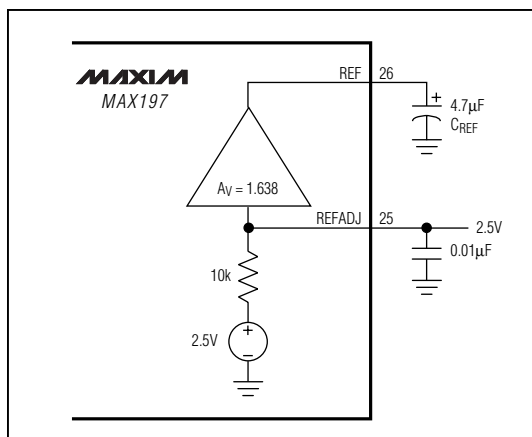 MAXIM
MAX197
REF 26
+
4.7μF
CREF
AV = 1.638
REFADJ 25
2.5V
0.01μF
10k
2.5V
+
−